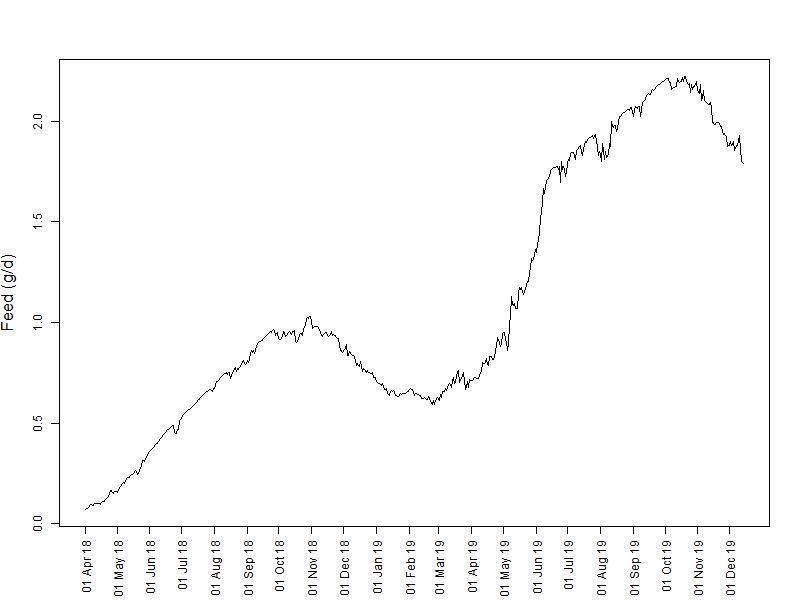 Feed (g/d)
2.0
1.5
1.0
0.5
0.0
01 Apr 18
01 May 18
01 Jun 18
01 Jul 18
01 Aug 18
01 Sep 18
01 Oct 18
01 Nov 18
01 Dec 18
01 Jan 19
01 Feb 19
01 Mar 19
01 Apr 19
01 May 19
01 Jun 19
01 Jul 19
01 Aug 19
01 Sep 19
01 Oct 19
01 Nov 19
01 Dec 19